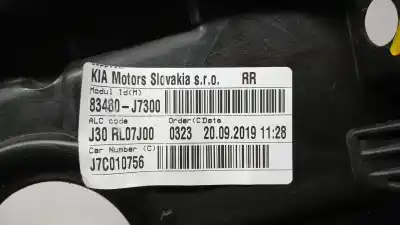 KIA Motors Slovakia s.r.o. RR
Modul id(M)
83480-J7300
ALC code Order(C)Date
J30 RL07J00 0323 20.09.2019 11:28
Car Number (C)
J7C010756